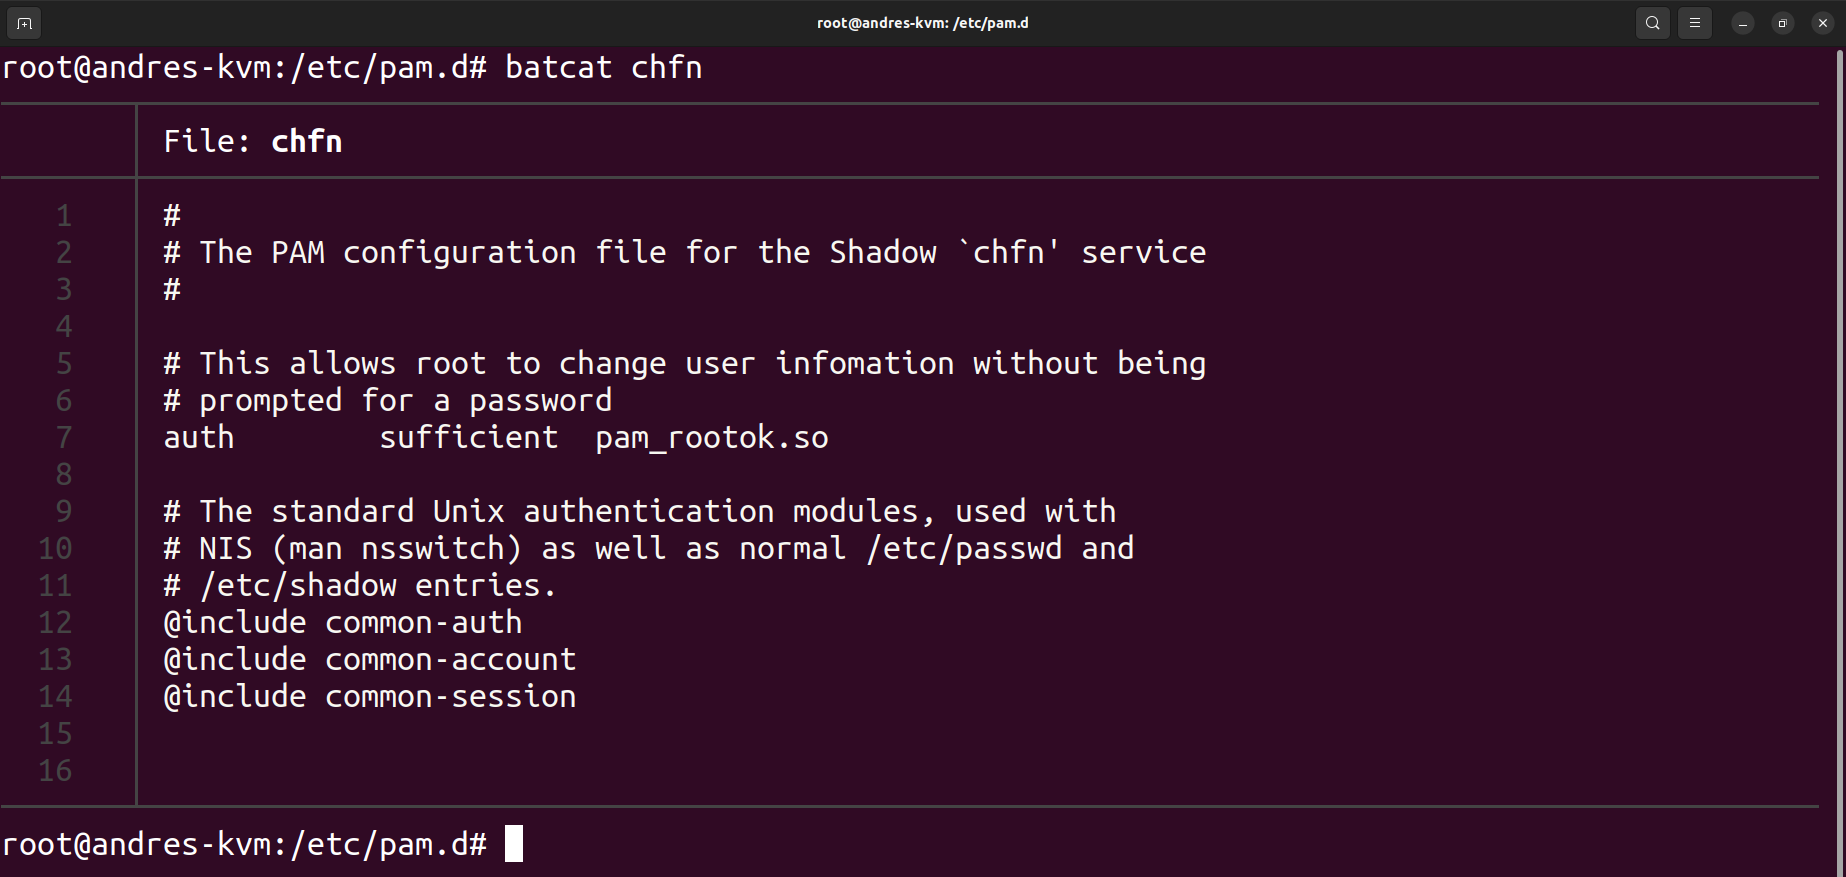 root@andres-kvm: /etc/pam.d
root@andres-kvm:/etc/pam.d# batcat chfn
File: chfn
1 #
2 # The PAM configuration file for the Shadow `chfn' service
3 #
4
5 # This allows root to change user infomation without being
6 # prompted for a password
7 auth sufficient pam_rootok.so
8
9 # The standard Unix authentication modules, used with
10 # NIS (man nsswitch) as well as normal /etc/passwd and
11 # /etc/shadow entries.
12 @include common-auth
13 @include common-account
14 @include common-session
15
16
root@andres-kvm:/etc/pam.d#